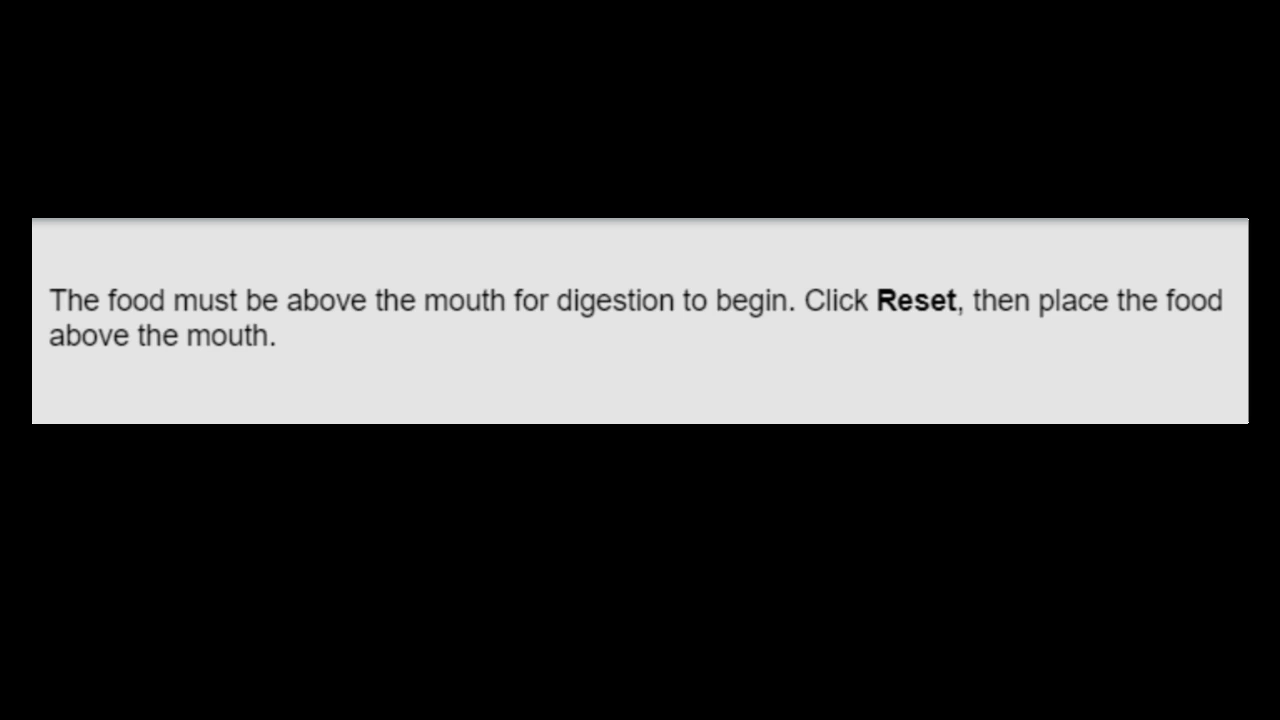 The food must be above the mouth for digestion to begin. Click Reset, then place the food
above the mouth.